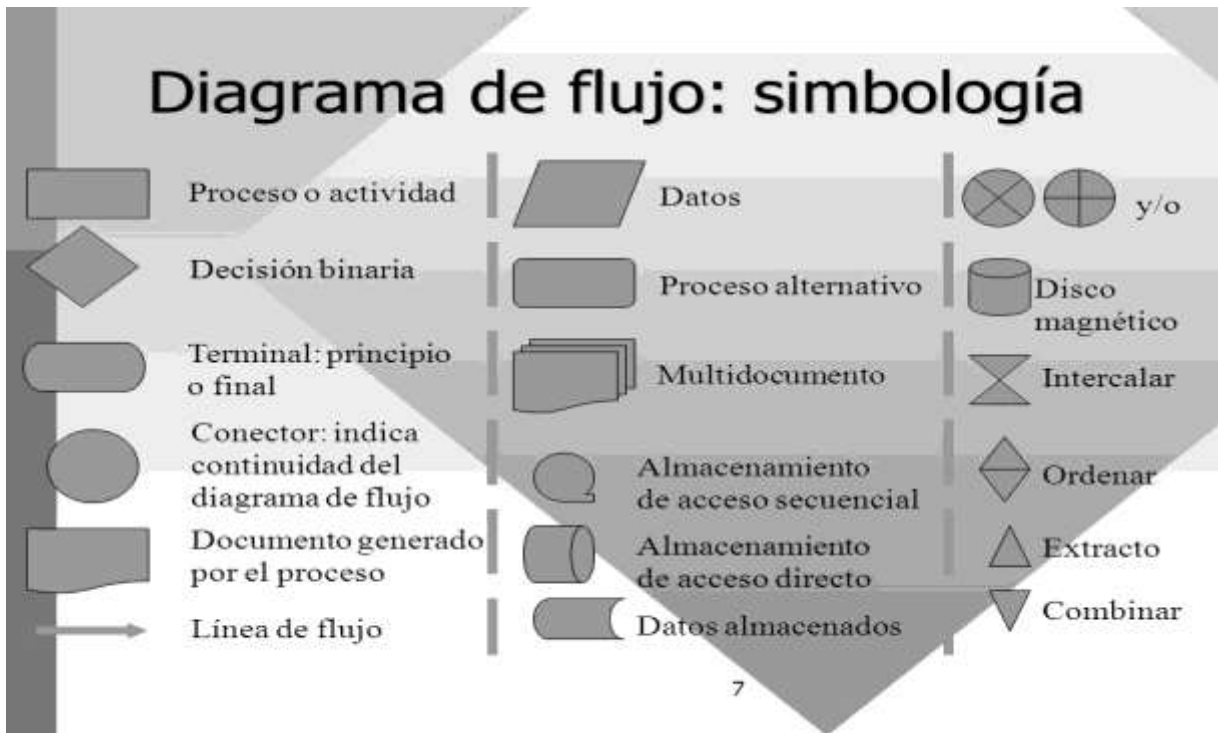 Diagrama de flujo: simbología
Proceso o actividad
Decisión binaria
Terminal: principio
o final
Conector: indica
continuidad del
diagrama de flujo
Documento generado
por el proceso
Línea de flujo
Datos
Proceso alternativo
Multidocumento
Almacenamiento
de acceso secuencial
Almacenamiento
de acceso directo
Datos almacenados
y/o
Disco
magnético
Intercalar
Ordenar
Extracto
Combinar
7